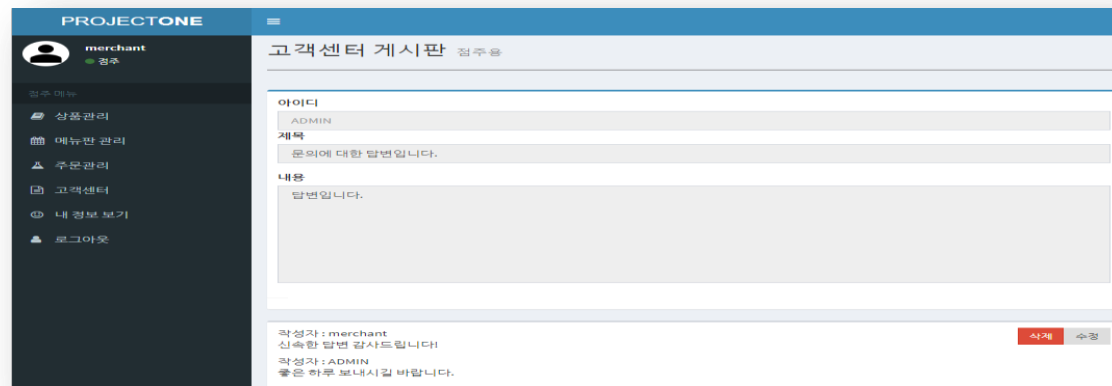 PROJECTONE
merchant
점주
점주 메뉴
상품관리
메뉴판 관리
주문관리
고객센터
내 정보 보기
로그아웃
고객센터 게시판 점주용
아이디
ADMIN
제목
문의에 대한 답변입니다.
내용
답변입니다.
작성자 : merchant
신속한 답변 감사드립니다!
삭제 수정
작성자 : ADMIN
좋은 하루 보내시길 바랍니다.